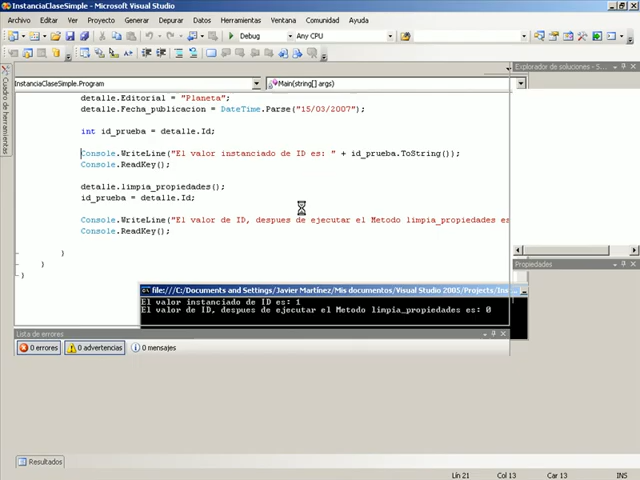 InstanciaClaseSimple - Microsoft Visual Studio
Archivo Editar Ver Proyecto Generar Depurar Datos Herramientas Ventana Comunidad Ayuda
Debug Any CPU
Explorador de soluciones -
InstanciaClaseSimple.Program Main(string[] args)
Cuadro de herramientas
detalle.Editorial = "Planeta";
detalle.Fecha_publicacion = DateTime.Parse("15/03/2007");
int id_prueba = detalle.Id;
Console.WriteLine("El valor instanciado de ID es: " + id_prueba.ToString());
Console.ReadKey();
detalle.limpia_propiedades();
id_prueba = detalle.Id;
Console.WriteLine("El valor de ID, despues de ejecutar el Metodo limpia_propiedades es
Console.ReadKey();
}
}
}
Propiedades
file:///C:/Documents and Settings/Javier Martínez/Mis documentos/Visual Studio 2005/Projects/Ins...
El valor instanciado de ID es: 1
El valor de ID, despues de ejecutar el Metodo limpia_propiedades es: 0
Lista de errores
0 errores 0 advertencias 0 mensajes
Resultados
Lín 21 Col 13 Car 13 INS